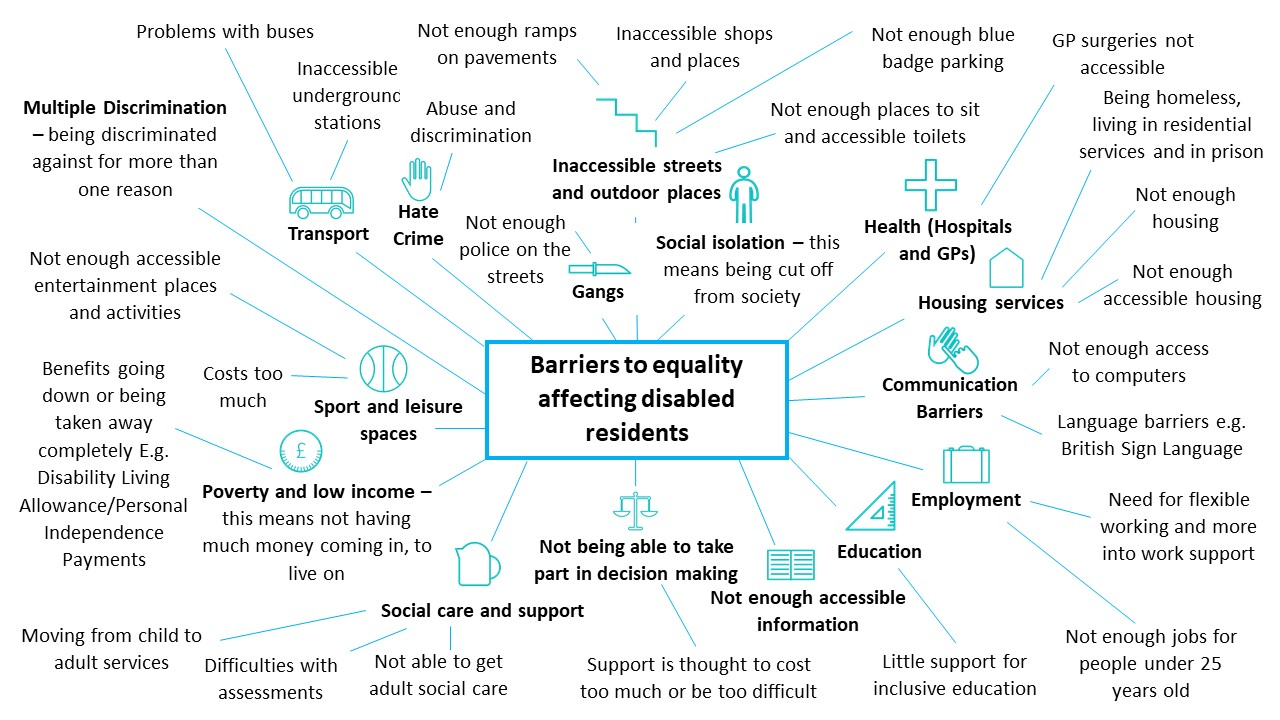 Problems with buses
Not enough ramps
on pavements
Inaccessible shops
and places
Not enough blue
badge parking
GP surgeries not
accessible
Inaccessible
underground
stations
Multiple Discrimination
– being discriminated
against for more than
one reason
Abuse and
discrimination
Not enough places to sit
and accessible toilets
Being homeless,
living in residential
services and in prison
Inaccessible streets
and outdoor places
Transport
Hate
Crime
Not enough
police on the
streets
Gangs
Social isolation – this
means being cut off
from society
Health (Hospitals
and GPs)
Not enough
housing
Housing services
Not enough
accessible housing
Not enough accessible
entertainment places
and activities
Barriers to equality
affecting disabled
residents
Communication
Barriers
Not enough access
to computers
Language barriers e.g.
British Sign Language
Costs too
much
Sport and leisure
spaces
Benefits going
down or being
taken away
completely E.g.
Disability Living
Allowance/Personal
Independence
Payments
£
Poverty and low income –
this means not having
much money coming in, to
live on
Employment
Need for flexible
working and more
into work support
Not being able to take
part in decision making
Education
Not enough accessible
information
Social care and support
Moving from child to
adult services
Difficulties with
assessments
Not able to get
adult social care
Support is thought to cost
too much or be too difficult
Little support for
inclusive education
Not enough jobs for
people under 25
years old